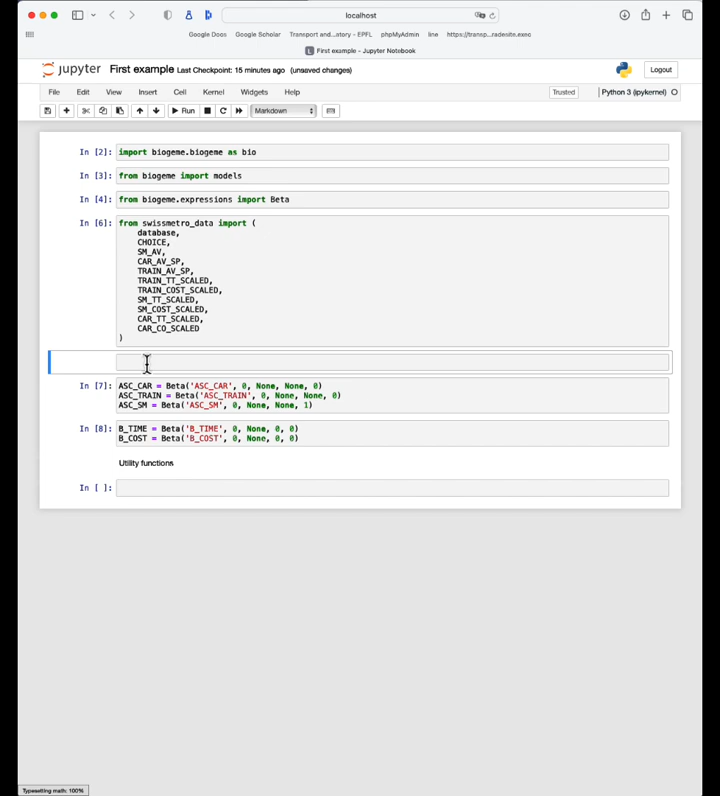 localhost
Google Docs Google Scholar Transport and...story - EPFL phpMyAdmin line https://transp...radesite.exec
First example - Jupyter Notebook
jupyter First example Last Checkpoint: 15 minutes ago (unsaved changes)
Logout
File Edit View Insert Cell Kernel Widgets Help
Trusted Python 3 (ipykernel)
Run Markdown
In [2]: import biogeme.biogeme as bio
In [3]: from biogeme import models
In [4]: from biogeme.expressions import Beta
In [6]: from swissmetro_data import (
database,
CHOICE,
SM_AV,
CAR_AV_SP,
TRAIN_AV_SP,
TRAIN_TT_SCALED,
TRAIN_COST_SCALED,
SM_TT_SCALED,
SM_COST_SCALED,
CAR_TT_SCALED,
CAR_CO_SCALED
)
In [7]: ASC_CAR = Beta('ASC_CAR', 0, None, None, 0)
ASC_TRAIN = Beta('ASC_TRAIN', 0, None, None, 0)
ASC_SM = Beta('ASC_SM', 0, None, None, 1)
In [8]: B_TIME = Beta('B_TIME', 0, None, 0, 0)
B_COST = Beta('B_COST', 0, None, 0, 0)
Utility functions
In [ ]:
Typesetting math: 100%